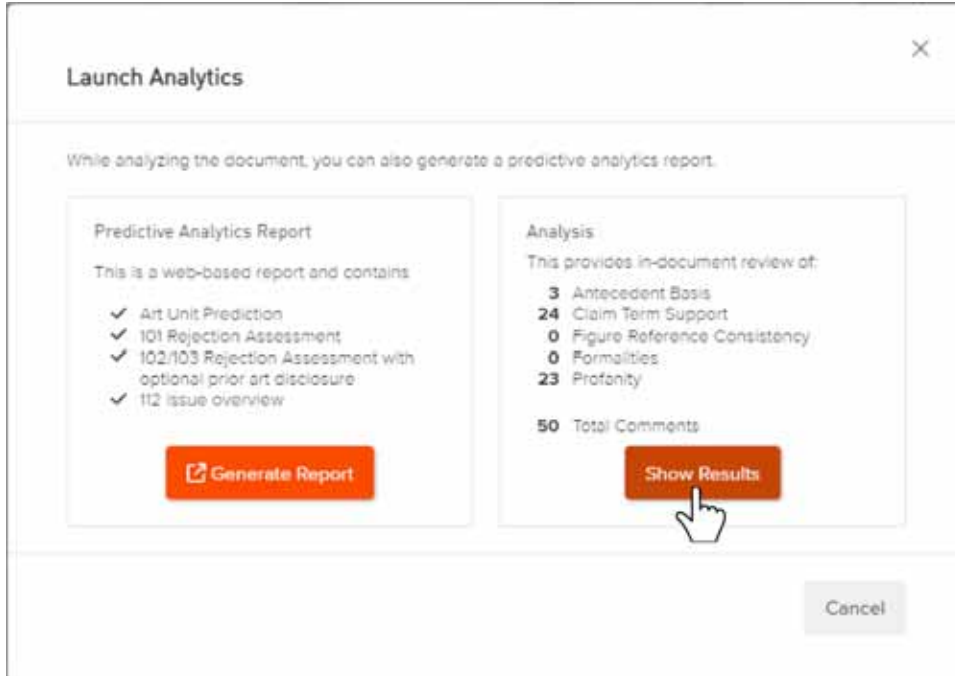 Launch Analytics
While analyzing the document, you can also generate a predictive analytics report.
Predictive Analytics Report
This is a web-based report and contains
Art Unit Prediction
101 Rejection Assessment
102/103 Rejection Assessment with
optional prior art disclosure
112 issue overview
Generate Report
Analysis
This provides in-document review of:
3 Antecedent Basis
24 Claim Term Support
0 Figure Reference Consistency
0 Formalities
23 Profanity
50 Total Comments
Show Results
Cancel